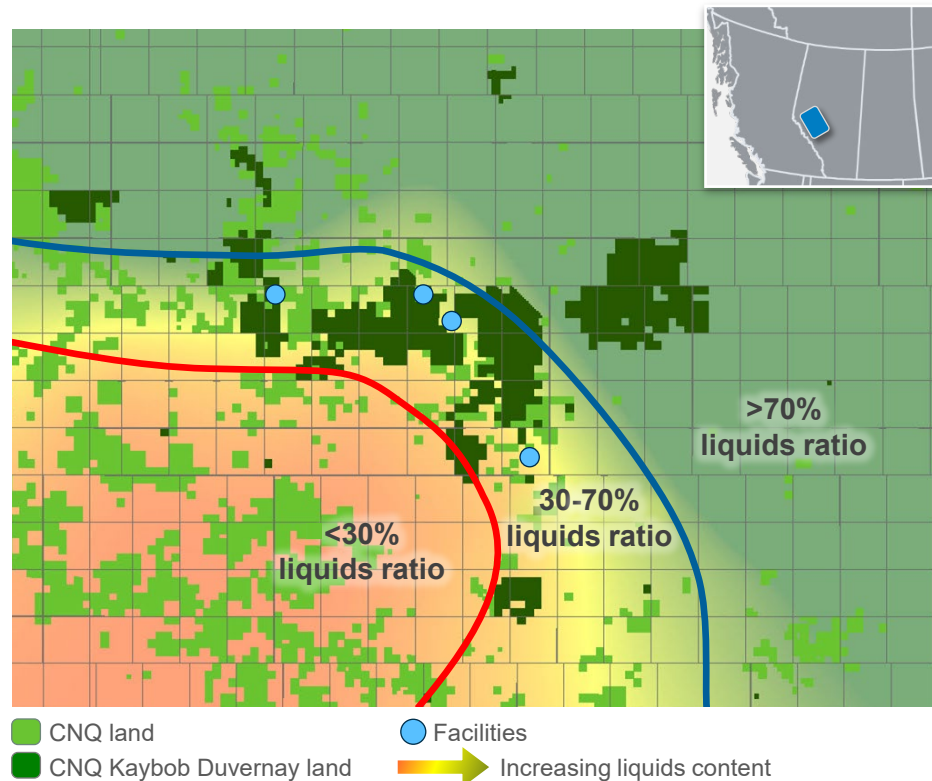 >70%
liquids ratio
30-70%
liquids ratio
<30%
liquids ratio
CNQ land
Facilities
CNQ Kaybob Duvernay land
Increasing liquids content